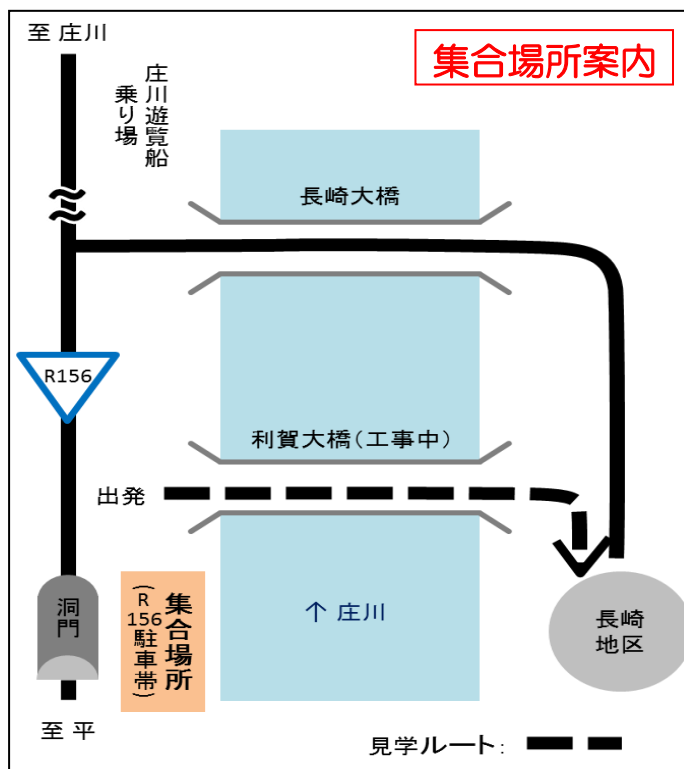 至 庄川
集合場所案内
庄川遊覧船
乗り場
長崎大橋
R156
利賀大橋（工事中）
出発
洞門
集合場所
（R156駐車帯）
↑ 庄川
長崎
地区
至 平
見学ルート：